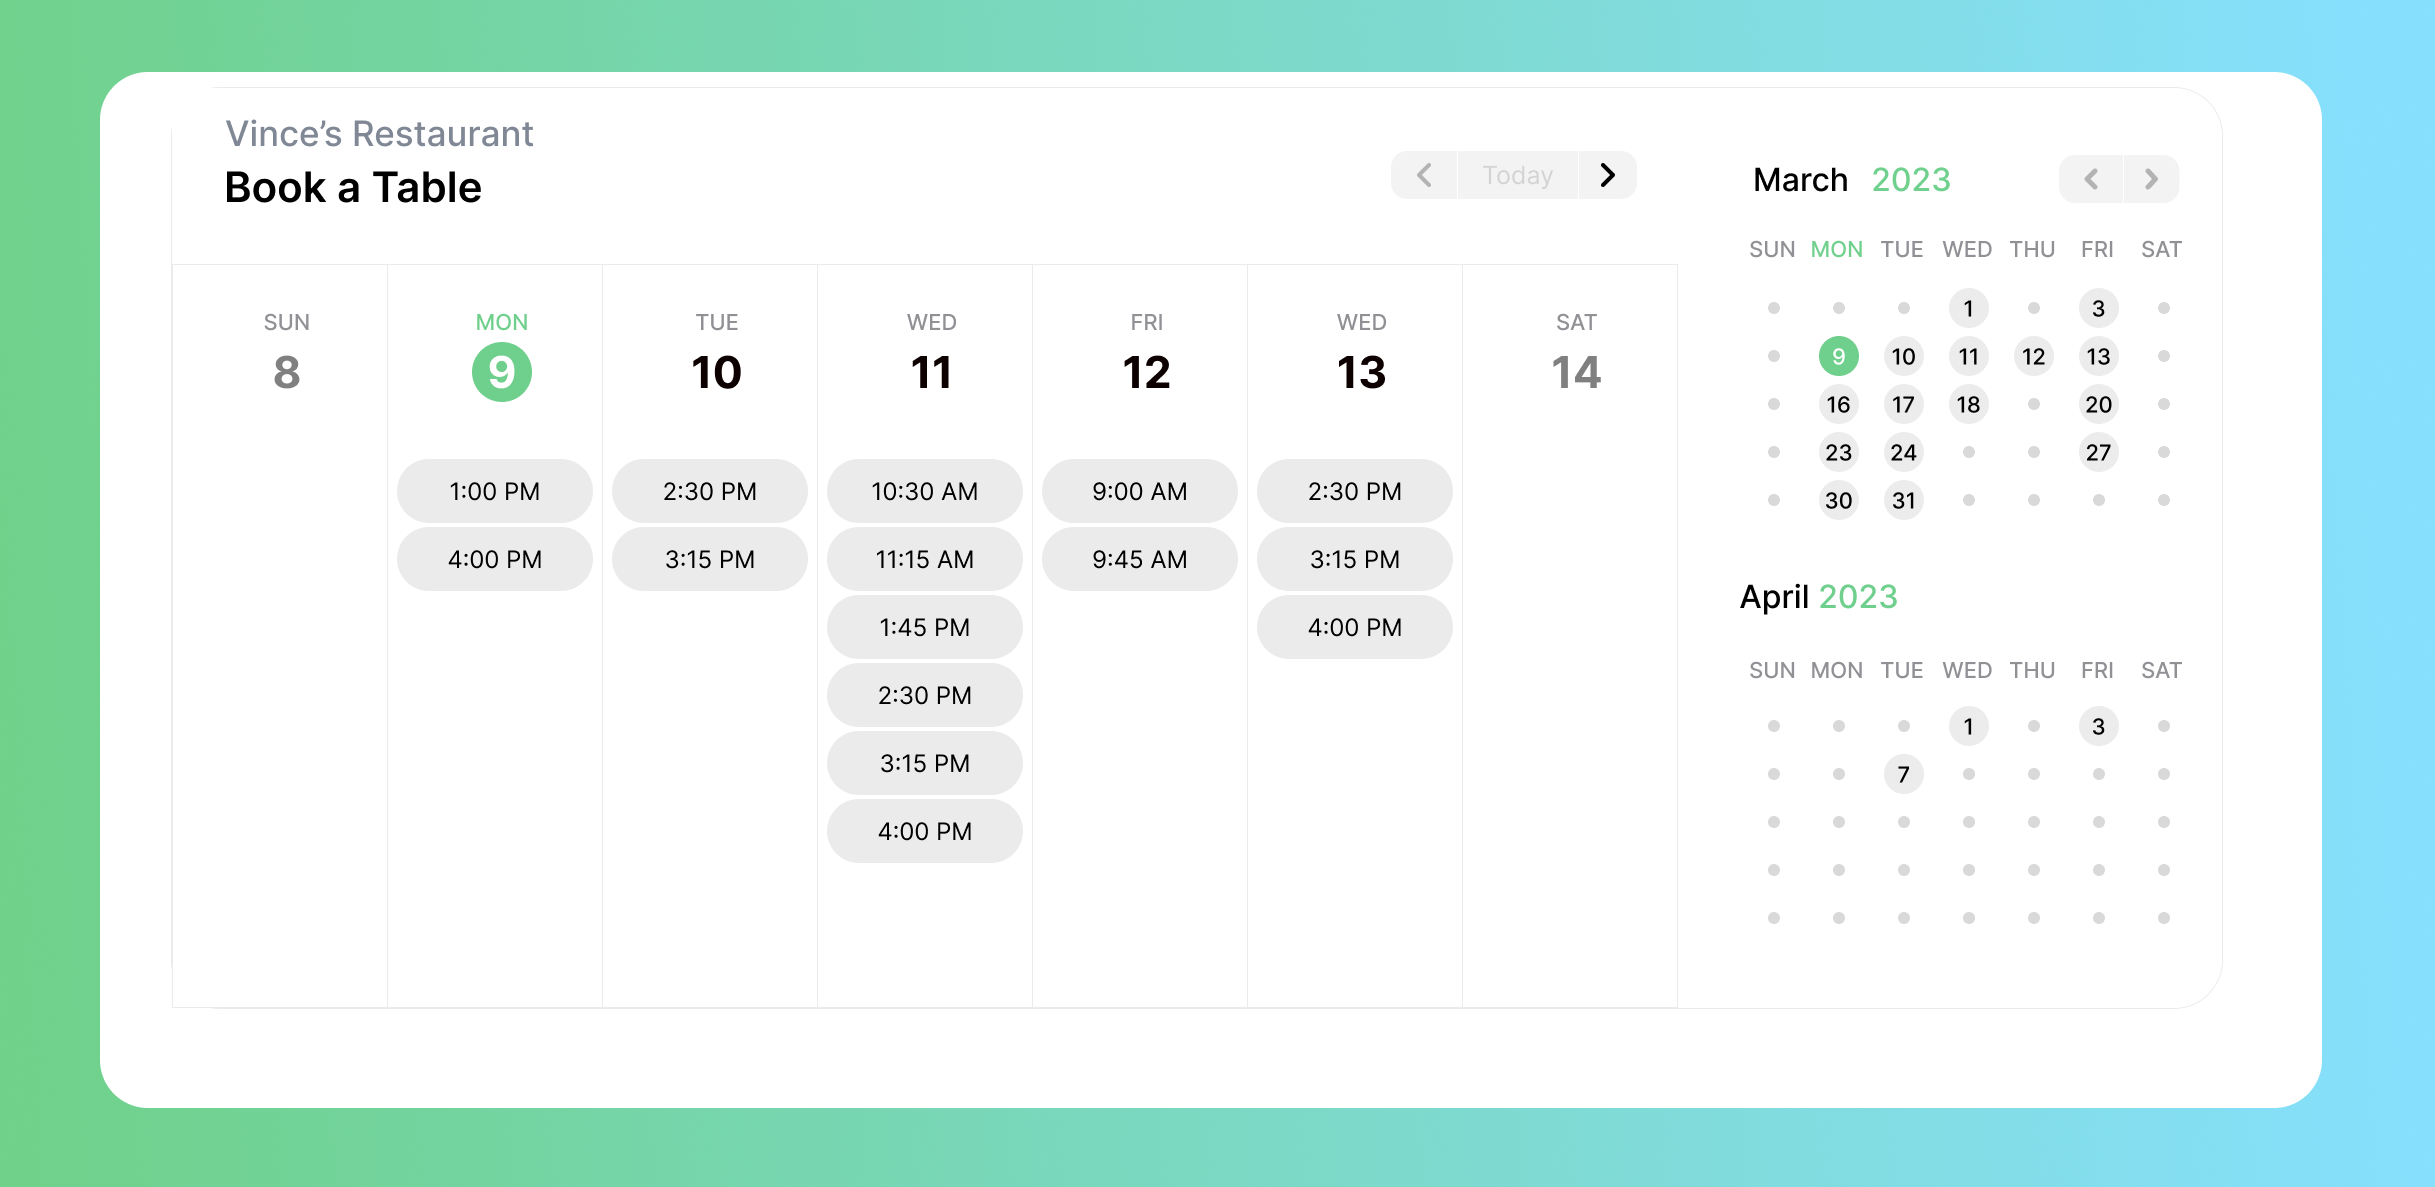 Vince’s Restaurant
Book a Table
Today
SUN MON TUE WED FRI WED SAT
8 9 10 11 12 13 14
1:00 PM 2:30 PM 10:30 AM 9:00 AM 2:30 PM
4:00 PM 3:15 PM 11:15 AM 9:45 AM 3:15 PM
1:45 PM 4:00 PM
2:30 PM
3:15 PM
4:00 PM
March 2023
SUN MON TUE WED THU FRI SAT
1 3
9 10 11 12 13
16 17 18 20
23 24 27
30 31
April 2023
SUN MON TUE WED THU FRI SAT
1 3
7